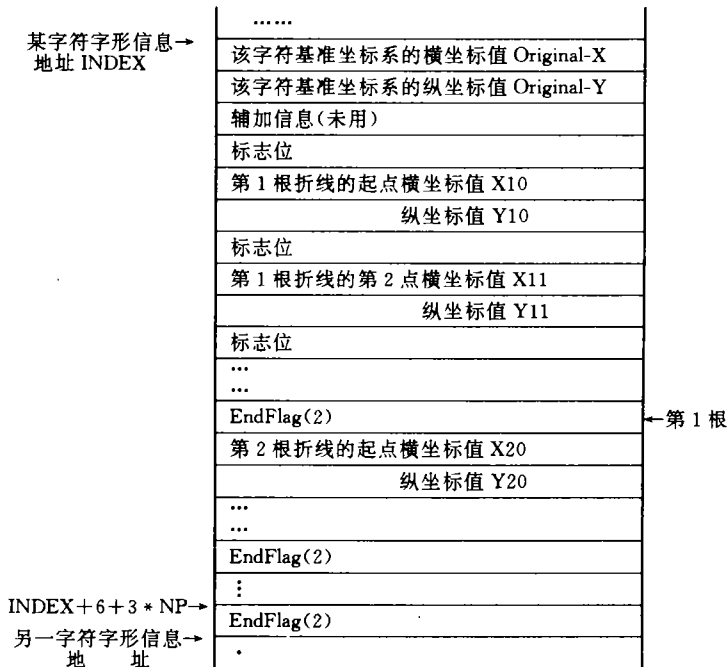 ……
某字符字形信息→
地址 INDEX
该字符基准坐标系的横坐标值 Original-X
该字符基准坐标系的纵坐标值 Original-Y
辅加信息(未用)
标志位
第1根折线的起点横坐标值 X10
纵坐标值 Y10
标志位
第1根折线的第2点横坐标值 X11
纵坐标值 Y11
标志位
…
…
EndFlag(2)
←第1根
第2根折线的起点横坐标值 X20
纵坐标值 Y20
…
…
EndFlag(2)
⋮
INDEX+6+3*NP→
EndFlag(2)
另一字符字形信息→
地 址
.